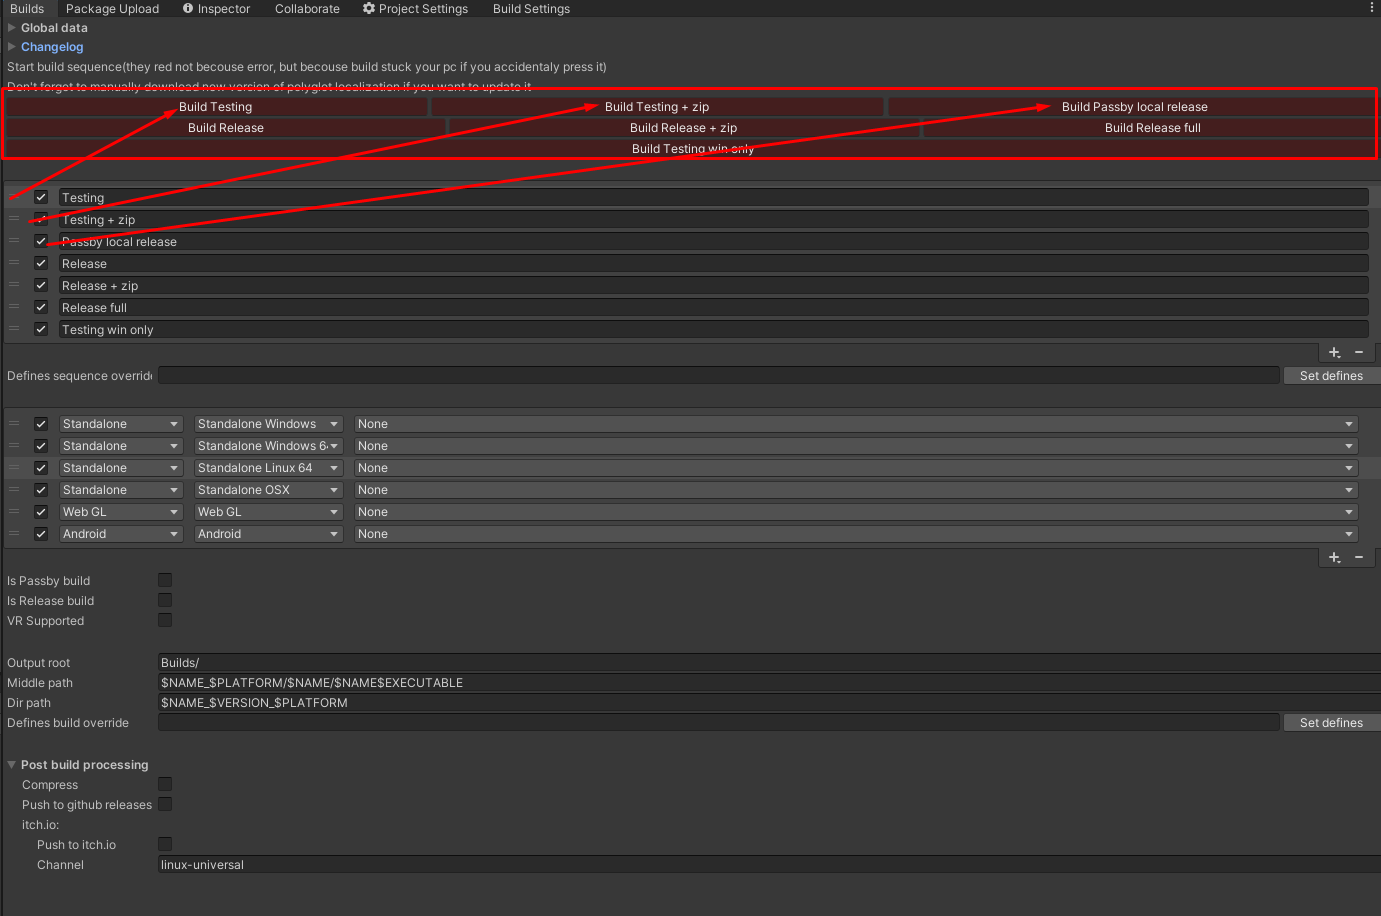 Builds Package Upload Inspector Collaborate Project Settings Build Settings
Global data
Changelog
Start build sequence(they red not becouse error, but becouse build stuck your pc if you accidentaly press it)
Don't forget to manually download new version of polyglot localization if you want to update it
Build Testing Build Testing + zip Build Passby local release
Build Release Build Release + zip Build Release full
Build Testing win only
Testing
Testing + zip
Passby local release
Release
Release + zip
Release full
Testing win only
Defines sequence override Set defines
Standalone Standalone Windows None
Standalone Standalone Windows 6 None
Standalone Standalone Linux 64 None
Standalone Standalone OSX None
Web GL Web GL None
Android Android None
Is Passby build
Is Release build
VR Supported
Output root Builds/
Middle path $NAME_$PLATFORM/$NAME/$NAME$EXECUTABLE
Dir path $NAME_$VERSION_$PLATFORM
Defines build override Set defines
Post build processing
Compress
Push to github releases
itch.io:
Push to itch.io
Channel linux-universal